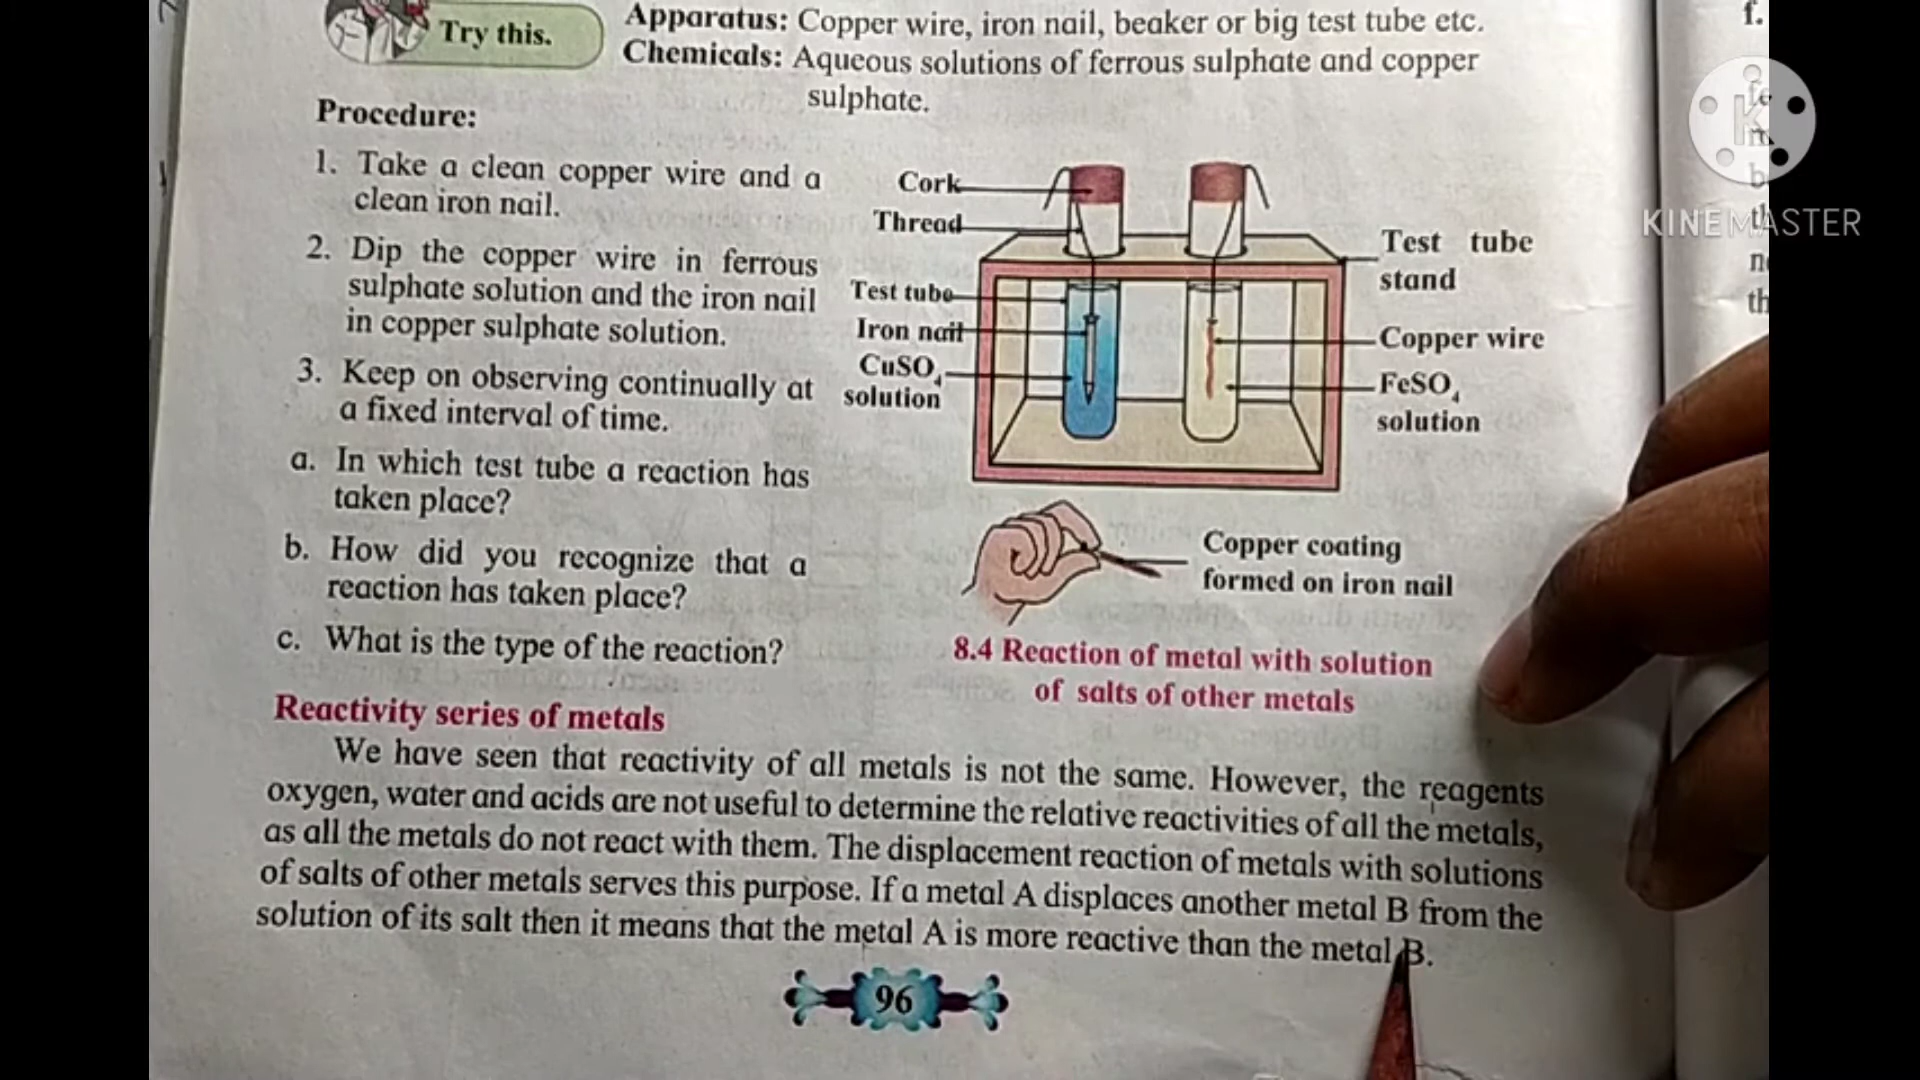 Try this.
Apparatus: Copper wire, iron nail, beaker or big test tube etc.
Chemicals: Aqueous solutions of ferrous sulphate and copper
sulphate.
Procedure:
1. Take a clean copper wire and a
clean iron nail.
2. Dip the copper wire in ferrous
sulphate solution and the iron nail
in copper sulphate solution.
3. Keep on observing continually at
a fixed interval of time.
a. In which test tube a reaction has
taken place?
b. How did you recognize that a
reaction has taken place?
c. What is the type of the reaction?
Cork
Thread
Test tube
Iron nail
CuSO4
solution
Test tube
stand
Copper wire
FeSO4
solution
Copper coating
formed on iron nail
8.4 Reaction of metal with solution
of salts of other metals
Reactivity series of metals
We have seen that reactivity of all metals is not the same. However, the reagents
oxygen, water and acids are not useful to determine the relative reactivities of all the metals,
as all the metals do not react with them. The displacement reaction of metals with solutions
of salts of other metals serves this purpose. If a metal A displaces another metal B from the
solution of its salt then it means that the metal A is more reactive than the metal B.
96
f.
K
KINEMASTER